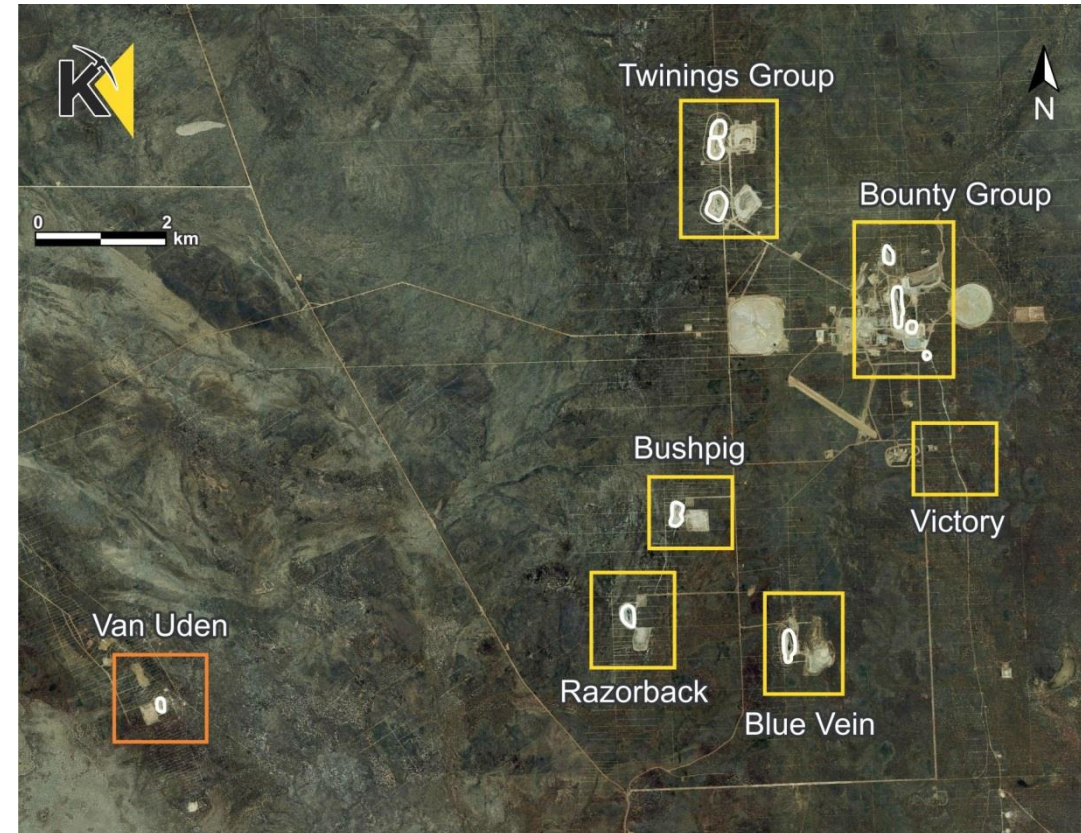 K
Twinings Group
N
Bounty Group
0 2
km
Bushpig
Victory
Van Uden
Razorback
Blue Vein